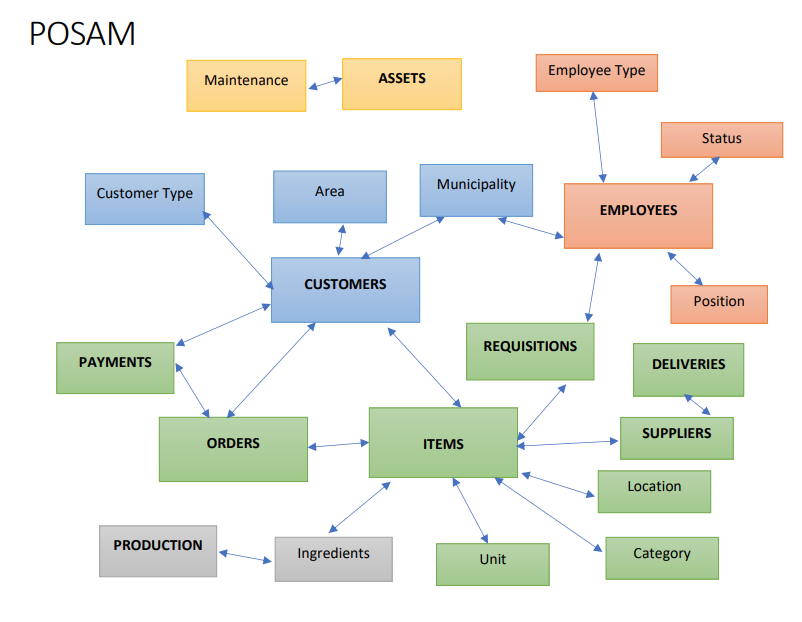 POSAM
Maintenance
ASSETS
Employee Type
Status
Customer Type
Area
Municipality
EMPLOYEES
CUSTOMERS
Position
PAYMENTS
REQUISITIONS
DELIVERIES
ORDERS
ITEMS
SUPPLIERS
Location
PRODUCTION
Ingredients
Unit
Category